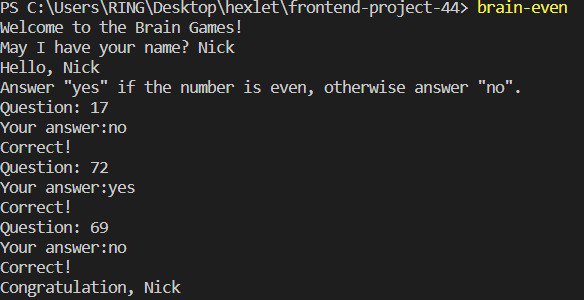 PS C:\Users\RING\Desktop\hexlet\frontend-project-44> brain-even
Welcome to the Brain Games!
May I have your name? Nick
Hello, Nick
Answer "yes" if the number is even, otherwise answer "no".
Question: 17
Your answer:no
Correct!
Question: 72
Your answer:yes
Correct!
Question: 69
Your answer:no
Correct!
Congratulation, Nick